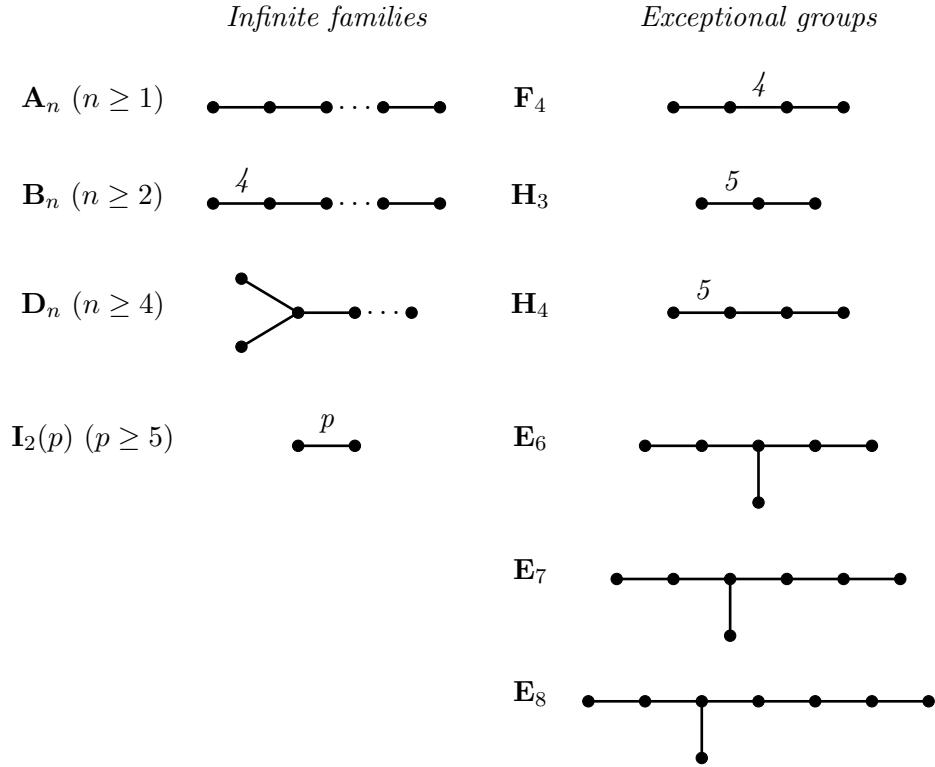 Infinite families Exceptional groups
A_n (n ≥ 1) ··· F_4 4
B_n (n ≥ 2) 4 ··· H_3 5
D_n (n ≥ 4) ··· H_4 5
I_2(p) (p ≥ 5) p E_6
E_7
E_8